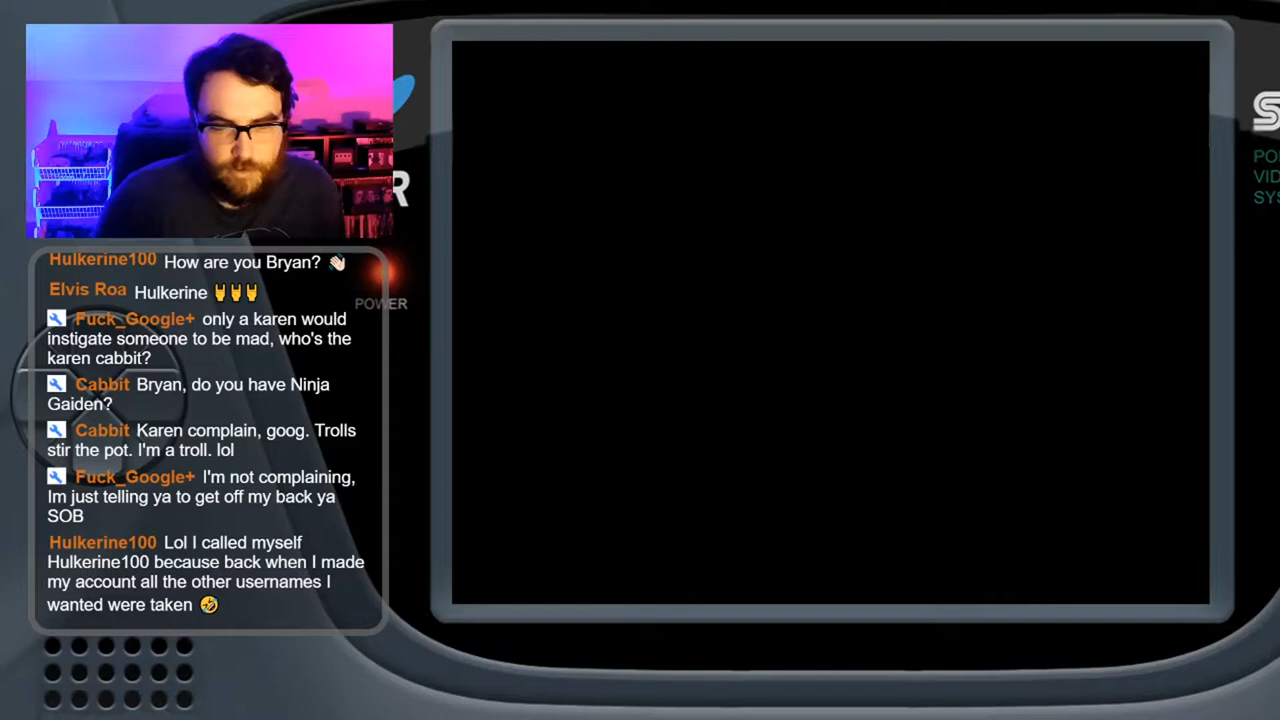 Hulkerine100 How are you Bryan? 👋🏻
Elvis Roa Hulkerine 🤘🤘🤘
Fuck_Google+ only a karen would
instigate someone to be mad, who's the
karen cabbit?
Cabbit Bryan, do you have Ninja
Gaiden?
Cabbit Karen complain, goog. Trolls
stir the pot. I'm a troll. lol
Fuck_Google+ I'm not complaining,
Im just telling ya to get off my back ya
SOB
Hulkerine100 Lol I called myself
Hulkerine100 because back when I made
my account all the other usernames I
wanted were taken 🤣
R
POWER
S
PO
VID
SYS